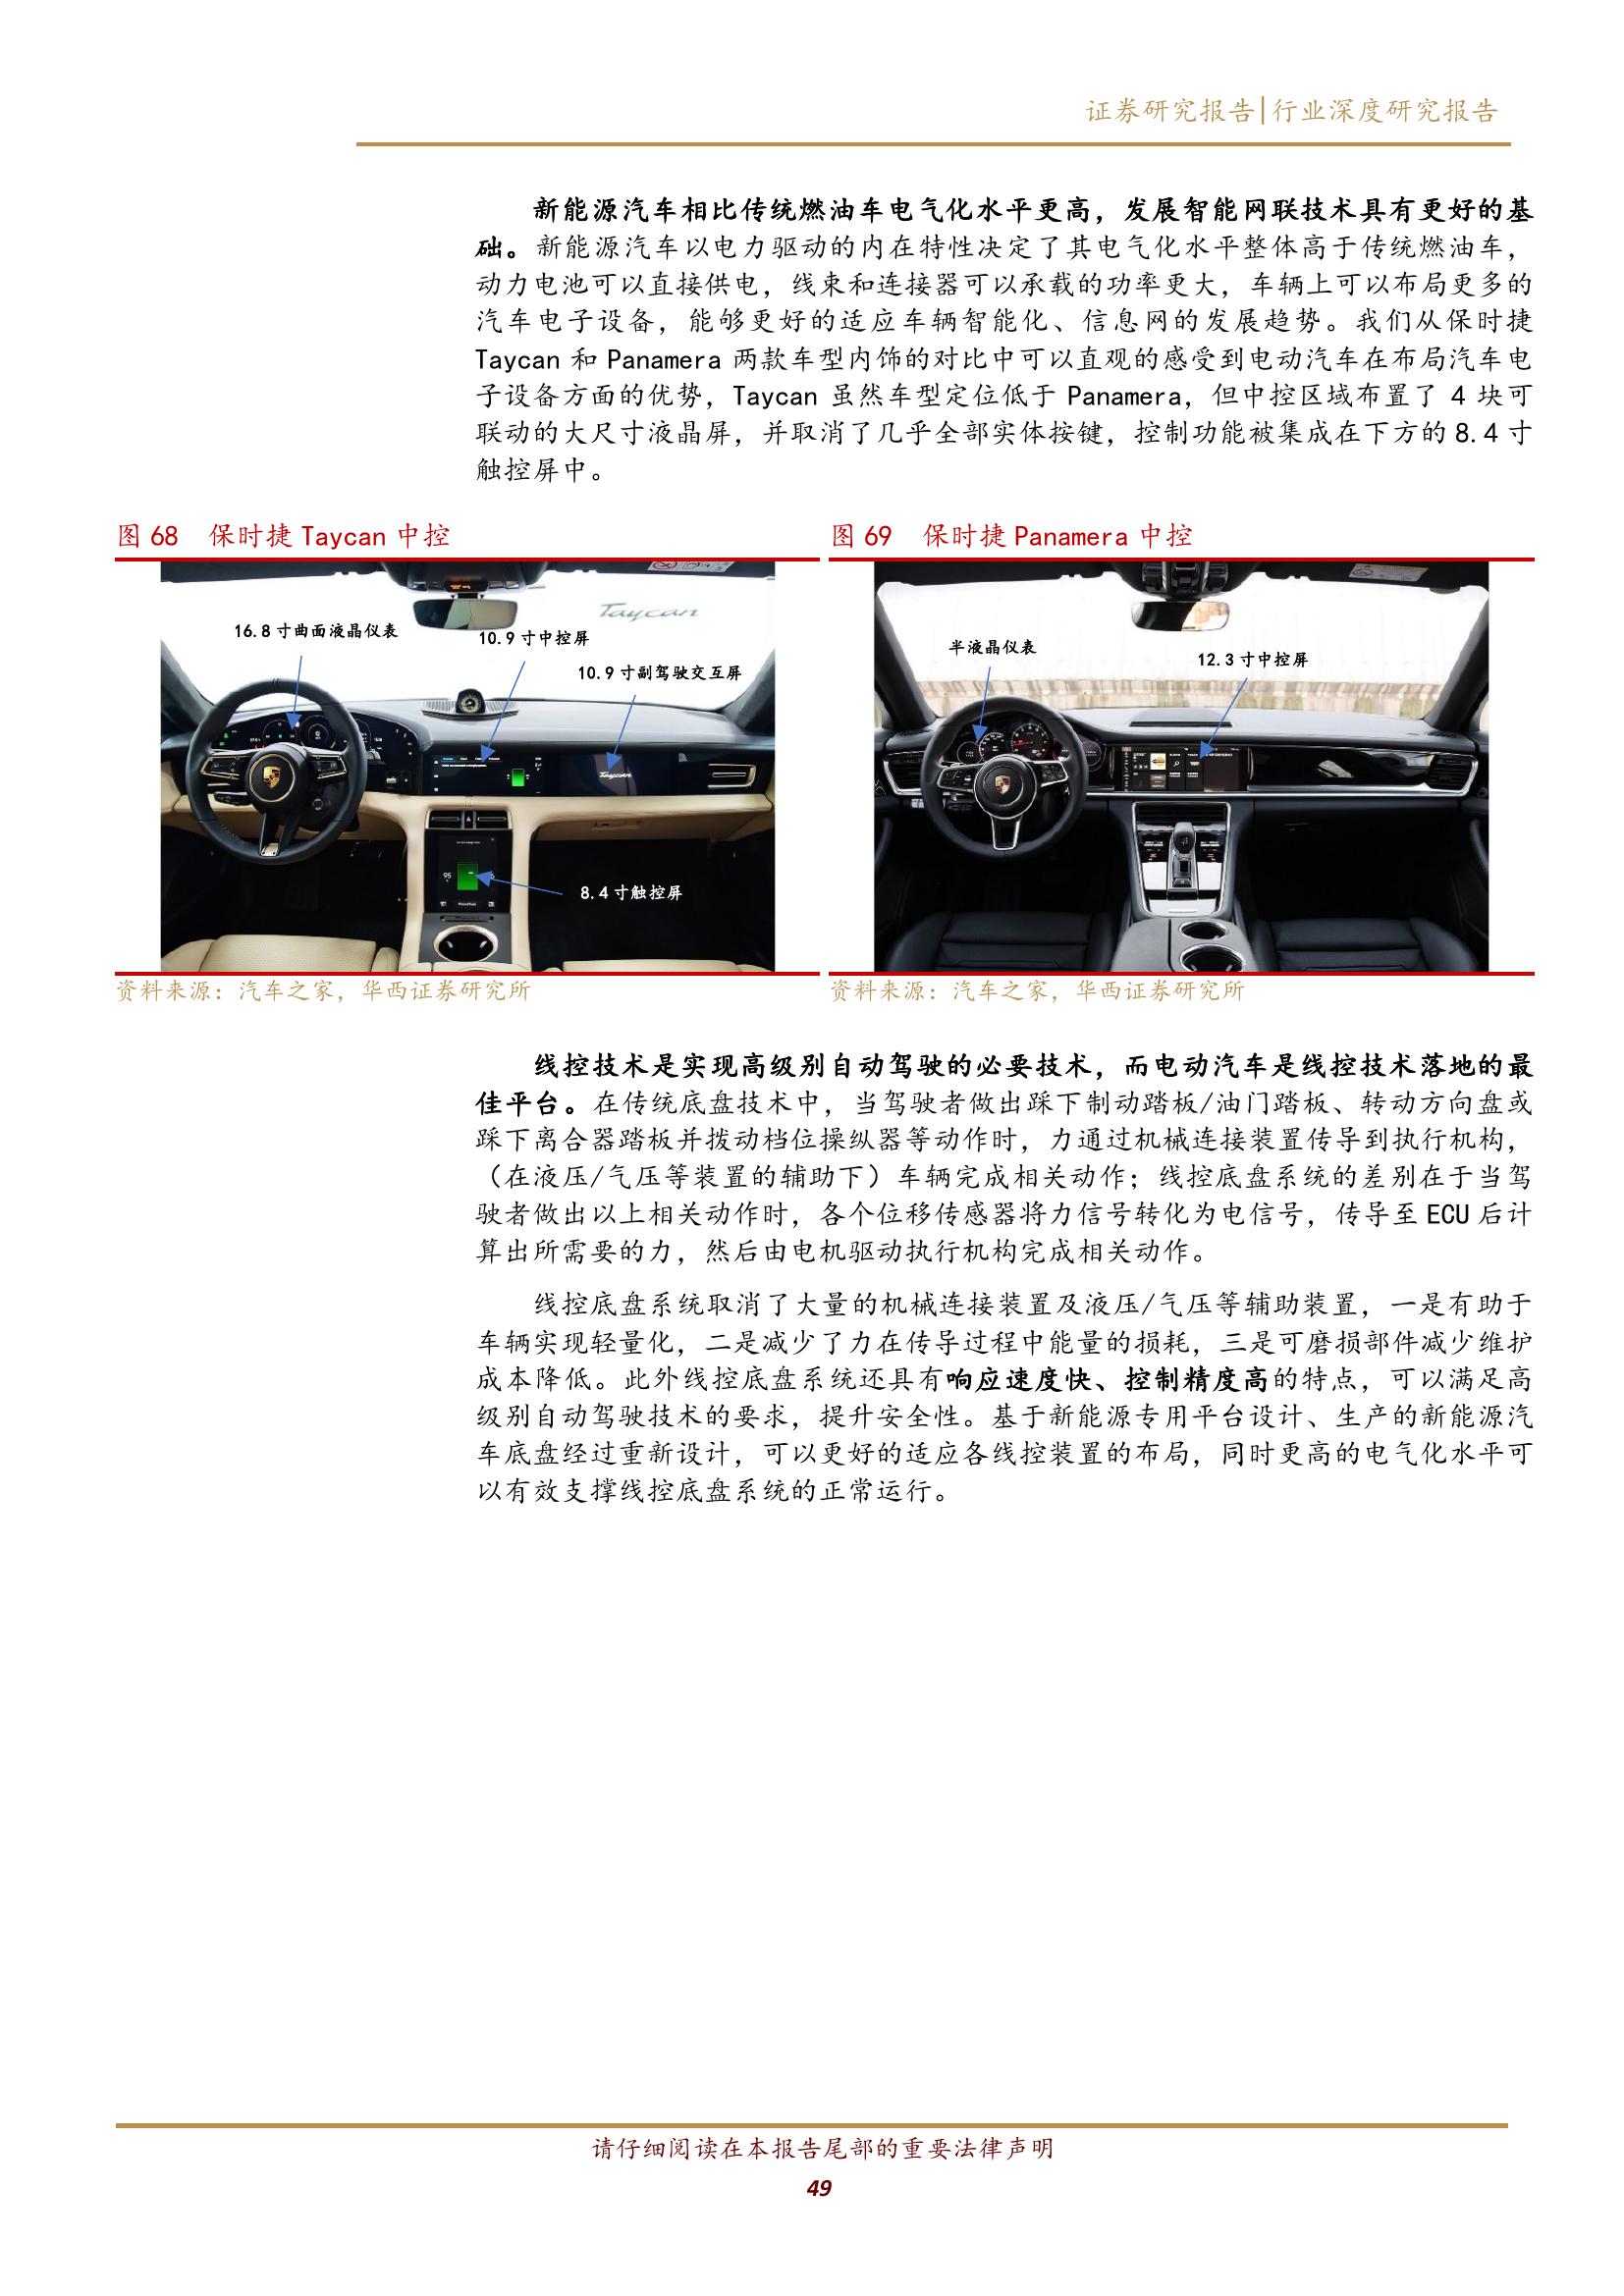 证券研究报告|行业深度研究报告
新能源汽车相比传统燃油车电气化水平更高，发展智能网联技术具有更好的基
础。新能源汽车以电力驱动的内在特性决定了其电气化水平整体高于传统燃油车，
动力电池可以直接供电，线束和连接器可以承载的功率更大，车辆上可以布局更多的
汽车电子设备，能够更好的适应车辆智能化、信息网的发展趋势。我们从保时捷
Taycan 和 Panamera 两款车型内饰的对比中可以直观的感受到电动汽车在布局汽车电
子设备方面的优势，Taycan 虽然车型定位低于 Panamera，但中控区域布置了 4 块可
联动的大尺寸液晶屏，并取消了几乎全部实体按键，控制功能被集成在下方的 8.4 寸
触控屏中。
图 68 保时捷 Taycan 中控
Taycan
16.8 寸曲面液晶仪表
10.9 寸中控屏
10.9 寸副驾驶交互屏
Taycan
8.4 寸触控屏
资料来源：汽车之家，华西证券研究所
图 69 保时捷 Panamera 中控
半液晶仪表
12.3 寸中控屏
资料来源：汽车之家，华西证券研究所
线控技术是实现高级别自动驾驶的必要技术，而电动汽车是线控技术落地的最
佳平台。在传统底盘技术中，当驾驶者做出踩下制动踏板/油门踏板、转动方向盘或
踩下离合器踏板并拨动档位操纵器等动作时，力通过机械连接装置传导到执行机构，
（在液压/气压等装置的辅助下）车辆完成相关动作；线控底盘系统的差别在于当驾
驶者做出以上相关动作时，各个位移传感器将力信号转化为电信号，传导至 ECU 后计
算出所需要的力，然后由电机驱动执行机构完成相关动作。
线控底盘系统取消了大量的机械连接装置及液压/气压等辅助装置，一是有助于
车辆实现轻量化，二是减少了力在传导过程中能量的损耗，三是可磨损部件减少维护
成本降低。此外线控底盘系统还具有响应速度快、控制精度高的特点，可以满足高
级别自动驾驶技术的要求，提升安全性。基于新能源专用平台设计、生产的新能源汽
车底盘经过重新设计，可以更好的适应各线控装置的布局，同时更高的电气化水平可
以有效支撑线控底盘系统的正常运行。
请仔细阅读在本报告尾部的重要法律声明
49